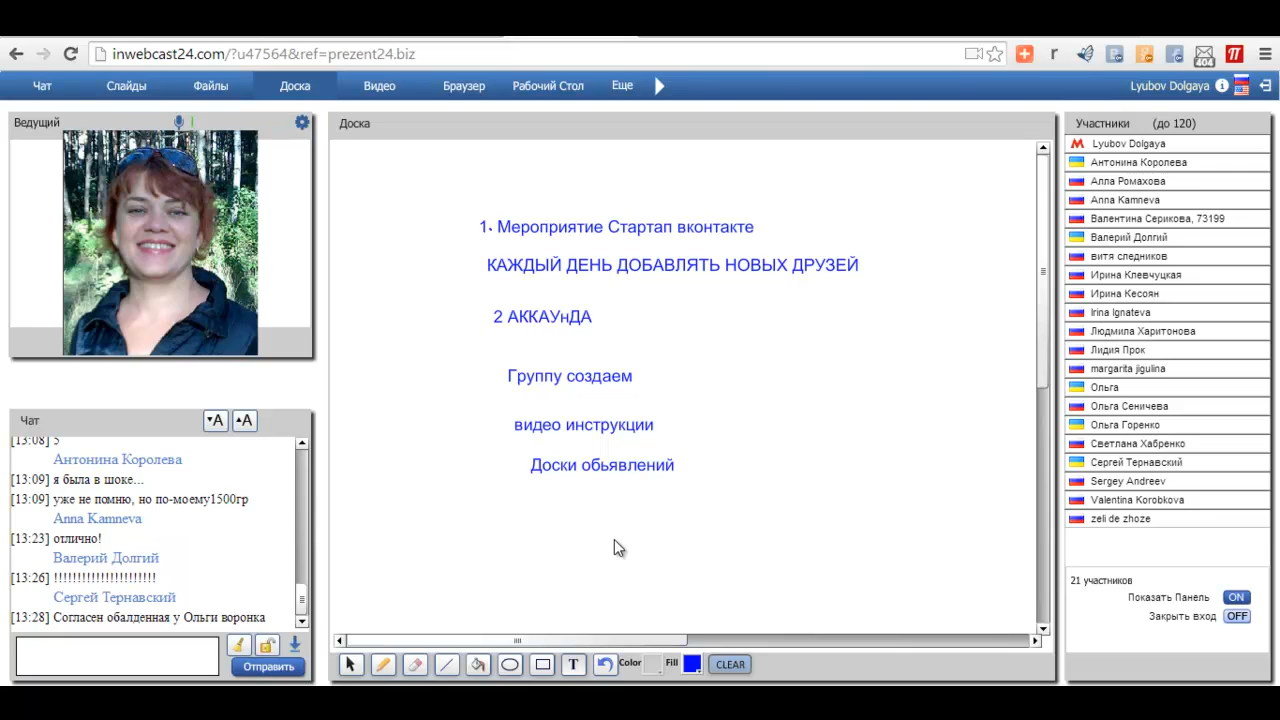 inwebcast24.com/?u47564&ref=prezent24.biz
404
Чат Слайды Файлы Доска Видео Браузер Рабочий Стол Еще
Lyubov Dolgaya
Ведущий
Чат
[13:08] 5
Антонина Королева
[13:09] я была в шоке...
[13:09] уже не помню, но по-моему1500гр
Anna Kamneva
[13:23] отлично!
Валерий Долгий
[13:26] !!!!!!!!!!!!!!!!!!!!!!
Сергей Тернавский
[13:28] Согласен обалденная у Ольги воронка
Отправить
Доска
1. Мероприятие Стартап вконтакте
КАЖДЫЙ ДЕНЬ ДОБАВЛЯТЬ НОВЫХ ДРУЗЕЙ
2 АККАУнДА
Группу создаем
видео инструкции
Доски обьявлений
T Color Fill CLEAR
Участники (до 120)
Lyubov Dolgaya
Антонина Королева
Алла Ромахова
Anna Kamneva
Валентина Серикова, 73199
Валерий Долгий
витя следников
Ирина Клевчуцкая
Ирина Кесоян
Irina Ignateva
Людмила Харитонова
Лидия Прок
margarita jigulina
Ольга
Ольга Сеничева
Ольга Горенко
Светлана Хабренко
Сергей Тернавский
Sergey Andreev
Valentina Korobkova
zeli de zhoze
21 участников
Показать Панель ON
Закрыть вход OFF